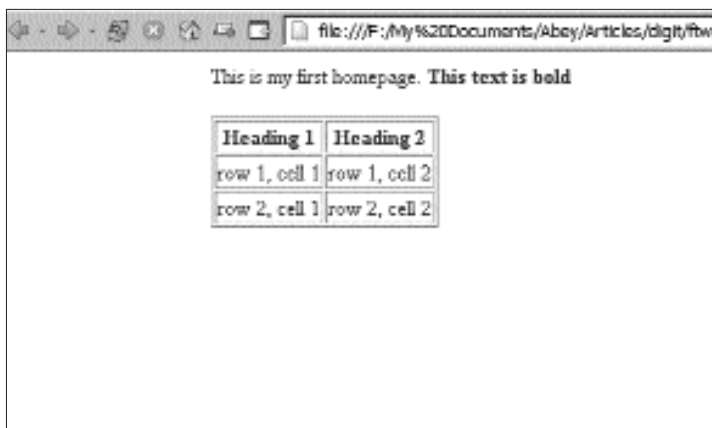 file:///F:/My%20Documents/Abey/Articles/digit/ftw
This is my first homepage. This text is bold
Heading 1 Heading 2
row 1, cell 1 row 1, cell 2
row 2, cell 1 row 2, cell 2